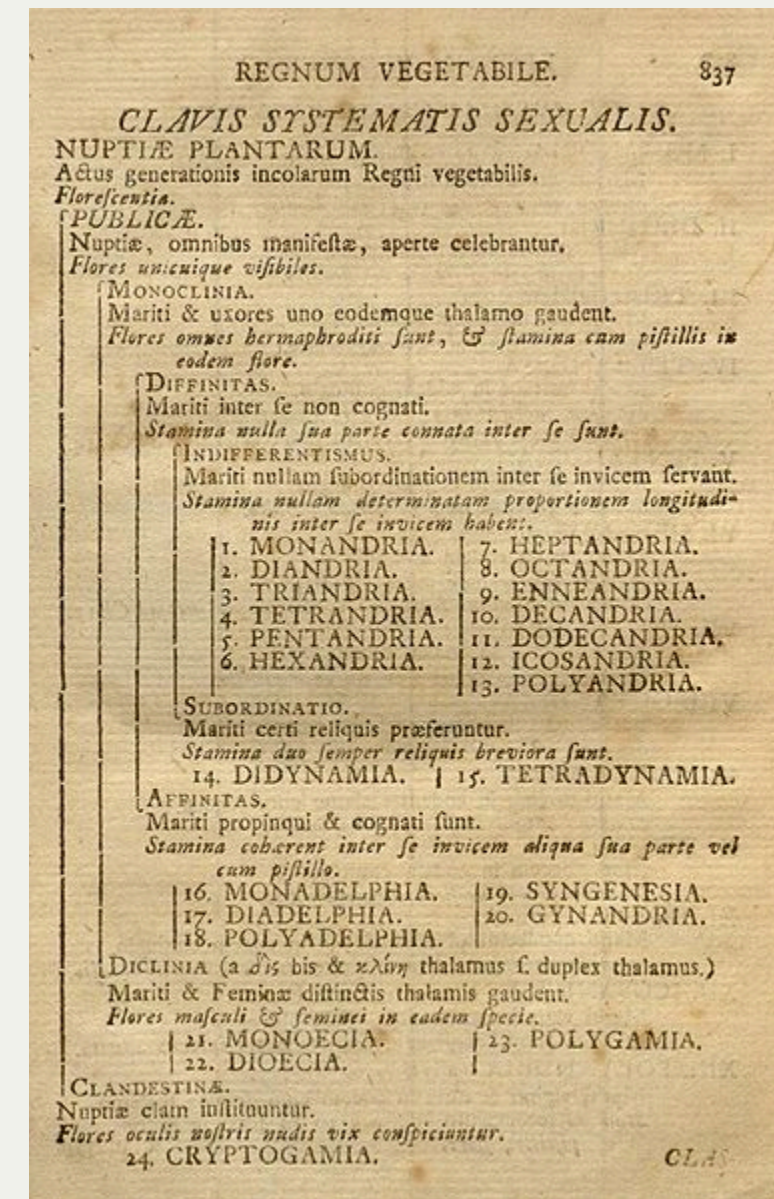 REGNUM VEGETABILE. 837
CLAVIS SYSTEMATIS SEXUALIS.
NUPTIÆ PLANTARUM.
Actus generationis incolarum Regni vegetabilis.
Floreſcentia.
PUBLICÆ.
Nuptiæ, omnibus manifeſtæ, aperte celebrantur.
Flores unicuique viſibiles.
MONOCLINIA.
Mariti & uxores uno eodemque thalamo gaudent.
Flores omnes hermaphroditi ſunt, & ſtamina cum piſtillis in
eodem flore.
DIFFINITAS.
Mariti inter ſe non cognati.
Stamina nulla ſua parte connata inter ſe ſunt.
INDIFFERENTISMUS.
Mariti nullam ſubordinationem inter ſe invicem ſervant.
Stamina nullam determinatam proportionem longitudi-
nis inter ſe invicem habent.
1. MONANDRIA. 7. HEPTANDRIA.
2. DIANDRIA. 8. OCTANDRIA.
3. TRIANDRIA. 9. ENNEANDRIA.
4. TETRANDRIA. 10. DECANDRIA.
5. PENTANDRIA. 11. DODECANDRIA.
6. HEXANDRIA. 12. ICOSANDRIA.
13. POLYANDRIA.
SUBORDINATIO.
Mariti certi reliquis præferuntur.
Stamina duo ſemper reliquis breviora ſunt.
14. DIDYNAMIA. 15. TETRADYNAMIA.
AFFINITAS.
Mariti propinqui & cognati ſunt.
Stamina cohærent inter ſe invicem aliqua ſua parte vel
cum piſtillo.
16. MONADELPHIA. 19. SYNGENESIA.
17. DIADELPHIA. 20. GYNANDRIA.
18. POLYADELPHIA.
DICLINIA (a δὶς bis & κλίνη thalamus ſ. duplex thalamus.)
Mariti & Feminæ diſtinctis thalamis gaudent.
Flores maſculi & feminei in eadem ſpecie.
21. MONOECIA. 23. POLYGAMIA.
22. DIOECIA.
CLANDESTINÆ.
Nuptiæ clam inſtituuntur.
Flores oculis noſtris nudis vix conſpiciuntur.
24. CRYPTOGAMIA. CLAS